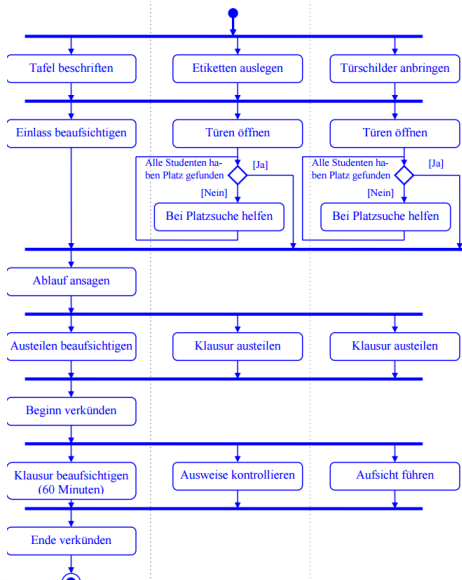 Tafel beschriften
Etiketten auslegen
Türschilder anbringen
Einlass beaufsichtigen
Türen öffnen
Türen öffnen
Alle Studenten ha-
ben Platz gefunden
[Ja]
[Nein]
Bei Platzsuche helfen
Alle Studenten ha-
ben Platz gefunden
[Ja]
[Nein]
Bei Platzsuche helfen
Ablauf ansagen
Austeilen beaufsichtigen
Klausur austeilen
Klausur austeilen
Beginn verkünden
Klausur beaufsichtigen
(60 Minuten)
Ausweise kontrollieren
Aufsicht führen
Ende verkünden